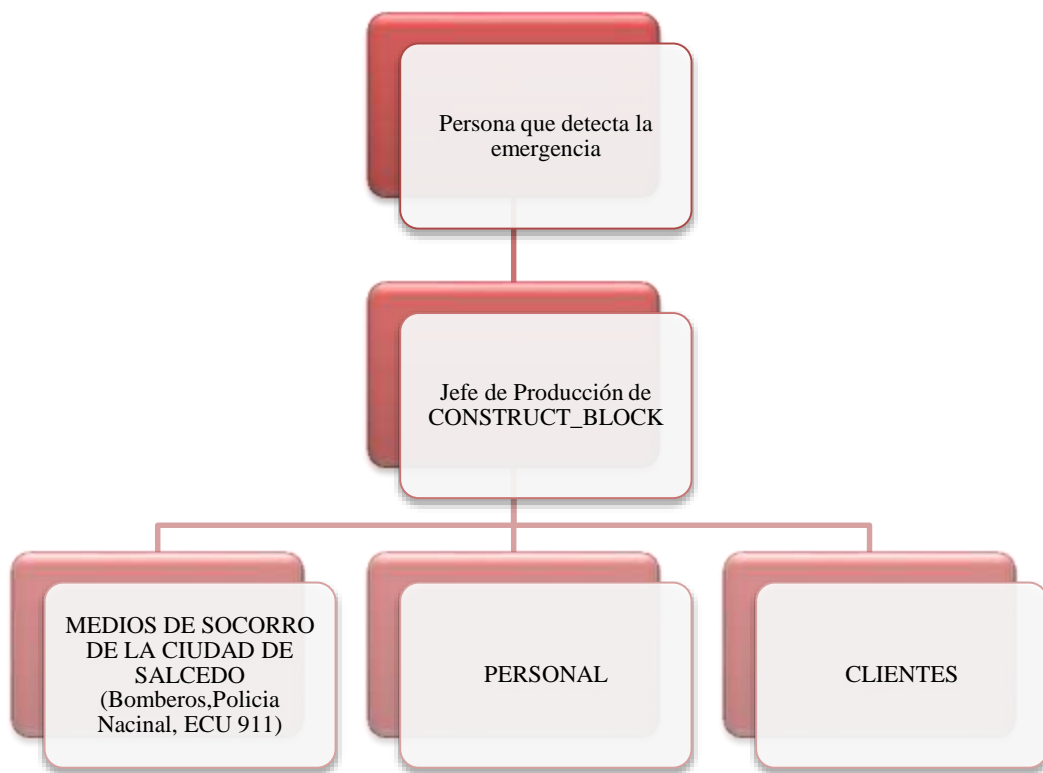 Persona que detecta la
emergencia
Jefe de Producción de
CONSTRUCT_BLOCK
MEDIOS DE SOCORRO
DE LA CIUDAD DE
SALCEDO
(Bomberos,Policia
Nacinal, ECU 911)
PERSONAL
CLIENTES